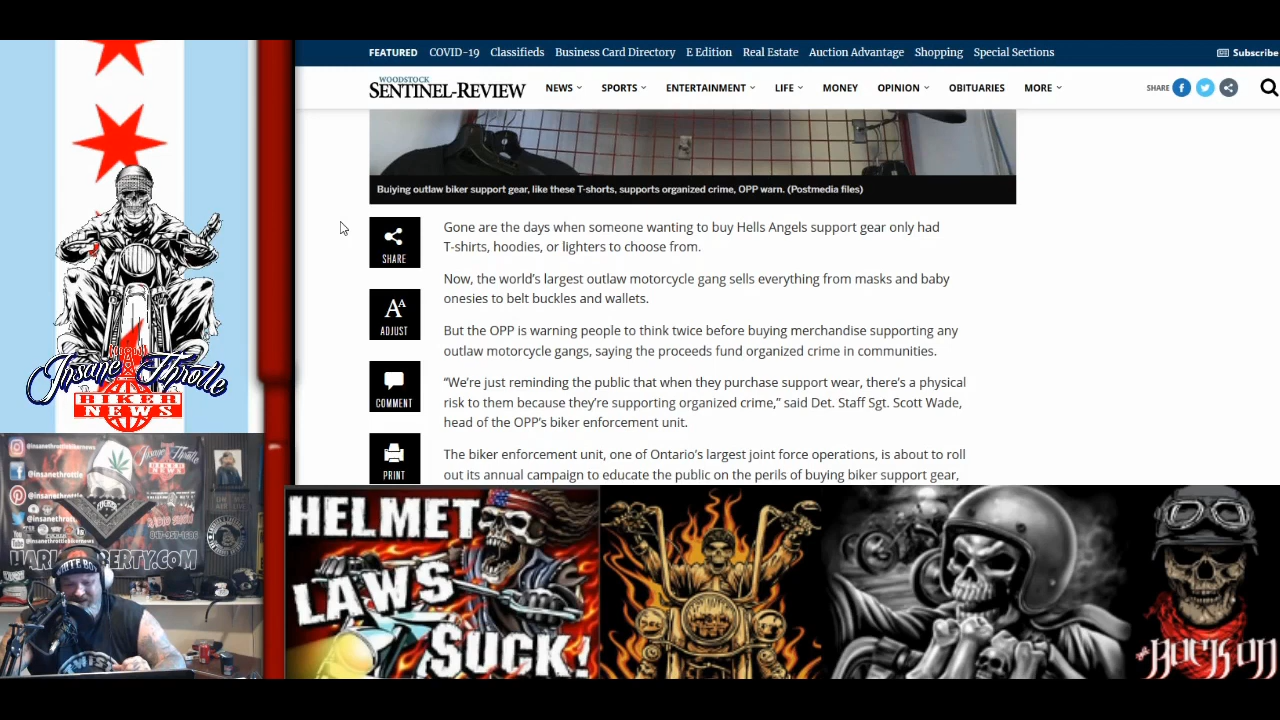 FEATURED COVID-19 Classifieds Business Card Directory E Edition Real Estate Auction Advantage Shopping Special Sections Subscribe
WOODSTOCK
SENTINEL-REVIEW
NEWS SPORTS ENTERTAINMENT LIFE MONEY OPINION OBITUARIES MORE SHARE
Buiying outlaw biker support gear, like these T-shorts, supports organized crime, OPP warn. (Postmedia files)
SHARE
ADJUST
COMMENT
PRINT
Gone are the days when someone wanting to buy Hells Angels support gear only had
T-shirts, hoodies, or lighters to choose from.
Now, the world's largest outlaw motorcycle gang sells everything from masks and baby
onesies to belt buckles and wallets.
But the OPP is warning people to think twice before buying merchandise supporting any
outlaw motorcycle gangs, saying the proceeds fund organized crime in communities.
“We're just reminding the public that when they purchase support wear, there's a physical
risk to them because they're supporting organized crime,” said Det. Staff Sgt. Scott Wade,
head of the OPP's biker enforcement unit.
The biker enforcement unit, one of Ontario's largest joint force operations, is about to roll
out its annual campaign to educate the public on the perils of buying biker support gear,
Insane Throttle
BIKER
NEWS
@insanethrottlebikernews
@insanethrottle
@insanethrottle
HELMET
LAWS
SUCK!